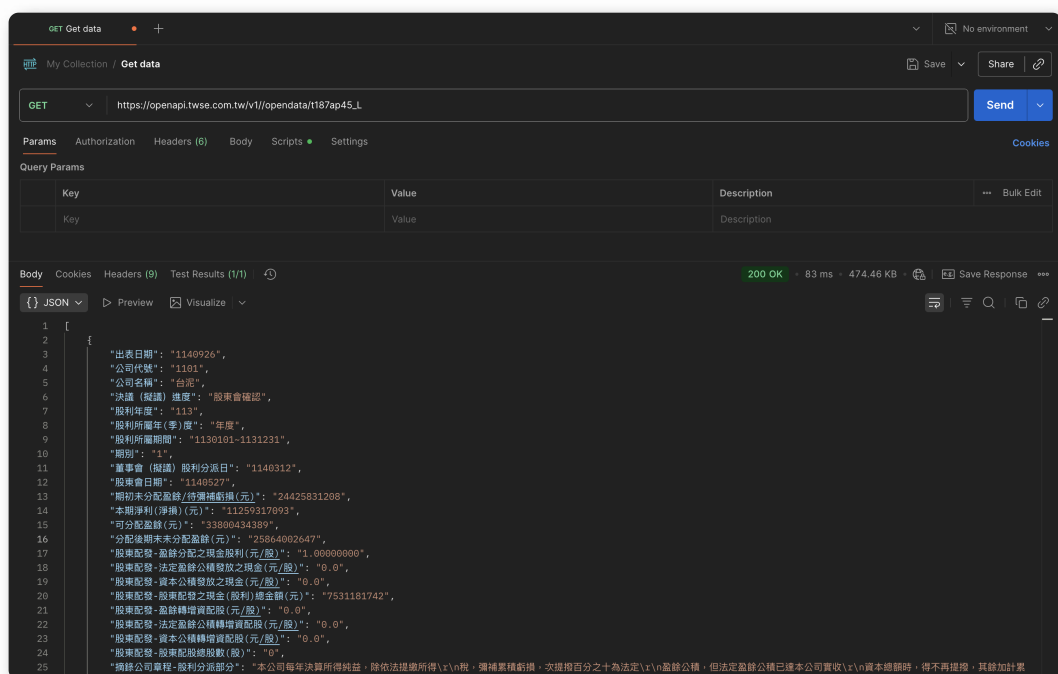 GET Get data
No environment
HTTP My Collection / Get data
Save
Share
GET
https://openapi.twse.com.tw/v1//opendata/t187ap45_L
Send
Params Authorization Headers (6) Body Scripts Settings
Cookies
Query Params
Key Value Description ••• Bulk Edit
Key Value Description
Body Cookies Headers (9) Test Results (1/1)
200 OK • 83 ms • 474.46 KB • e.g. Save Response
{} JSON Preview Visualize
1 [
2 {
3 "出表日期": "1140926",
4 "公司代號": "1101",
5 "公司名稱": "台泥",
6 "決議（擬議）進度": "股東會確認",
7 "股利年度": "113",
8 "股利所屬年(季)度": "年度",
9 "股利所屬期間": "1130101~1131231",
10 "期別": "1",
11 "董事會（擬議）股利分派日": "1140312",
12 "股東會日期": "1140527",
13 "期初未分配盈餘/待彌補虧損(元)": "24425831208",
14 "本期淨利(淨損)(元)": "11259317093",
15 "可分配盈餘(元)": "33800434389",
16 "分配後期末未分配盈餘(元)": "25864002647",
17 "股東配發-盈餘分配之現金股利(元/股)": "1.00000000",
18 "股東配發-法定盈餘公積發放之現金(元/股)": "0.0",
19 "股東配發-資本公積發放之現金(元/股)": "0.0",
20 "股東配發-股東配發之現金(股利)總金額(元)": "7531181742",
21 "股東配發-盈餘轉增資配股(元/股)": "0.0",
22 "股東配發-法定盈餘公積轉增資配股(元/股)": "0.0",
23 "股東配發-資本公積轉增資配股(元/股)": "0.0",
24 "股東配發-股東配股總股數(股)": "0",
25 "摘錄公司章程-股利分派部分": "本公司每年決算所得純益，除依法提繳所得\r\n稅，彌補累積虧損，次提撥百分之十為法定\r\n盈餘公積，但法定盈餘公積已達本公司實收\r\n資本總額時，得不再提撥，其餘加計累